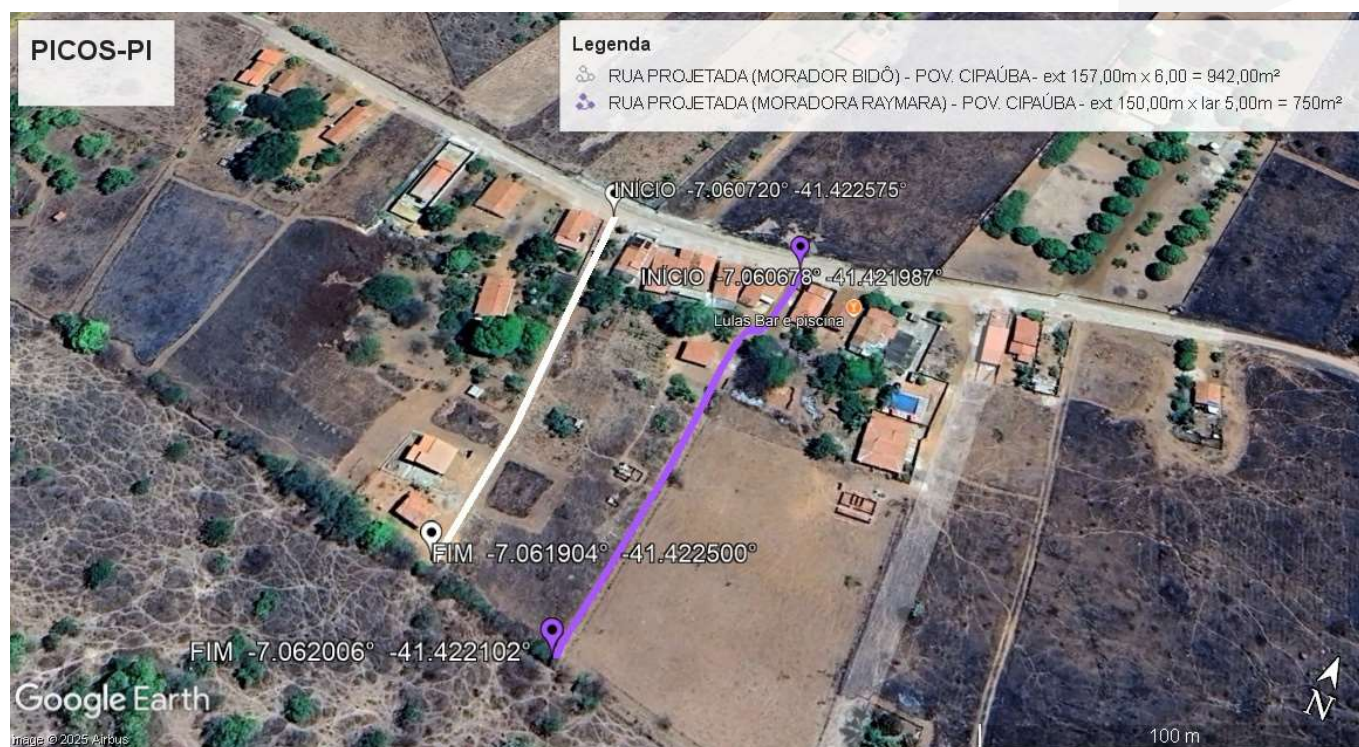 PICOS-PI
Legenda
RUA PROJETADA (MORADOR BIDÔ) - POV. CIPAÚBA - ext 157,00m x 6,00 = 942,00m²
RUA PROJETADA (MORADORA RAYMARA) - POV. CIPAÚBA - ext 150,00m x lar 5,00m = 750m²
INÍCIO -7.060720° -41.422575°
INÍCIO -7.060678° -41.421987°
Lulas Bar e piscina
FIM -7.061904° -41.422500°
FIM -7.062006° -41.422102°
Google Earth
Image © 2025 Airbus
100 m
N